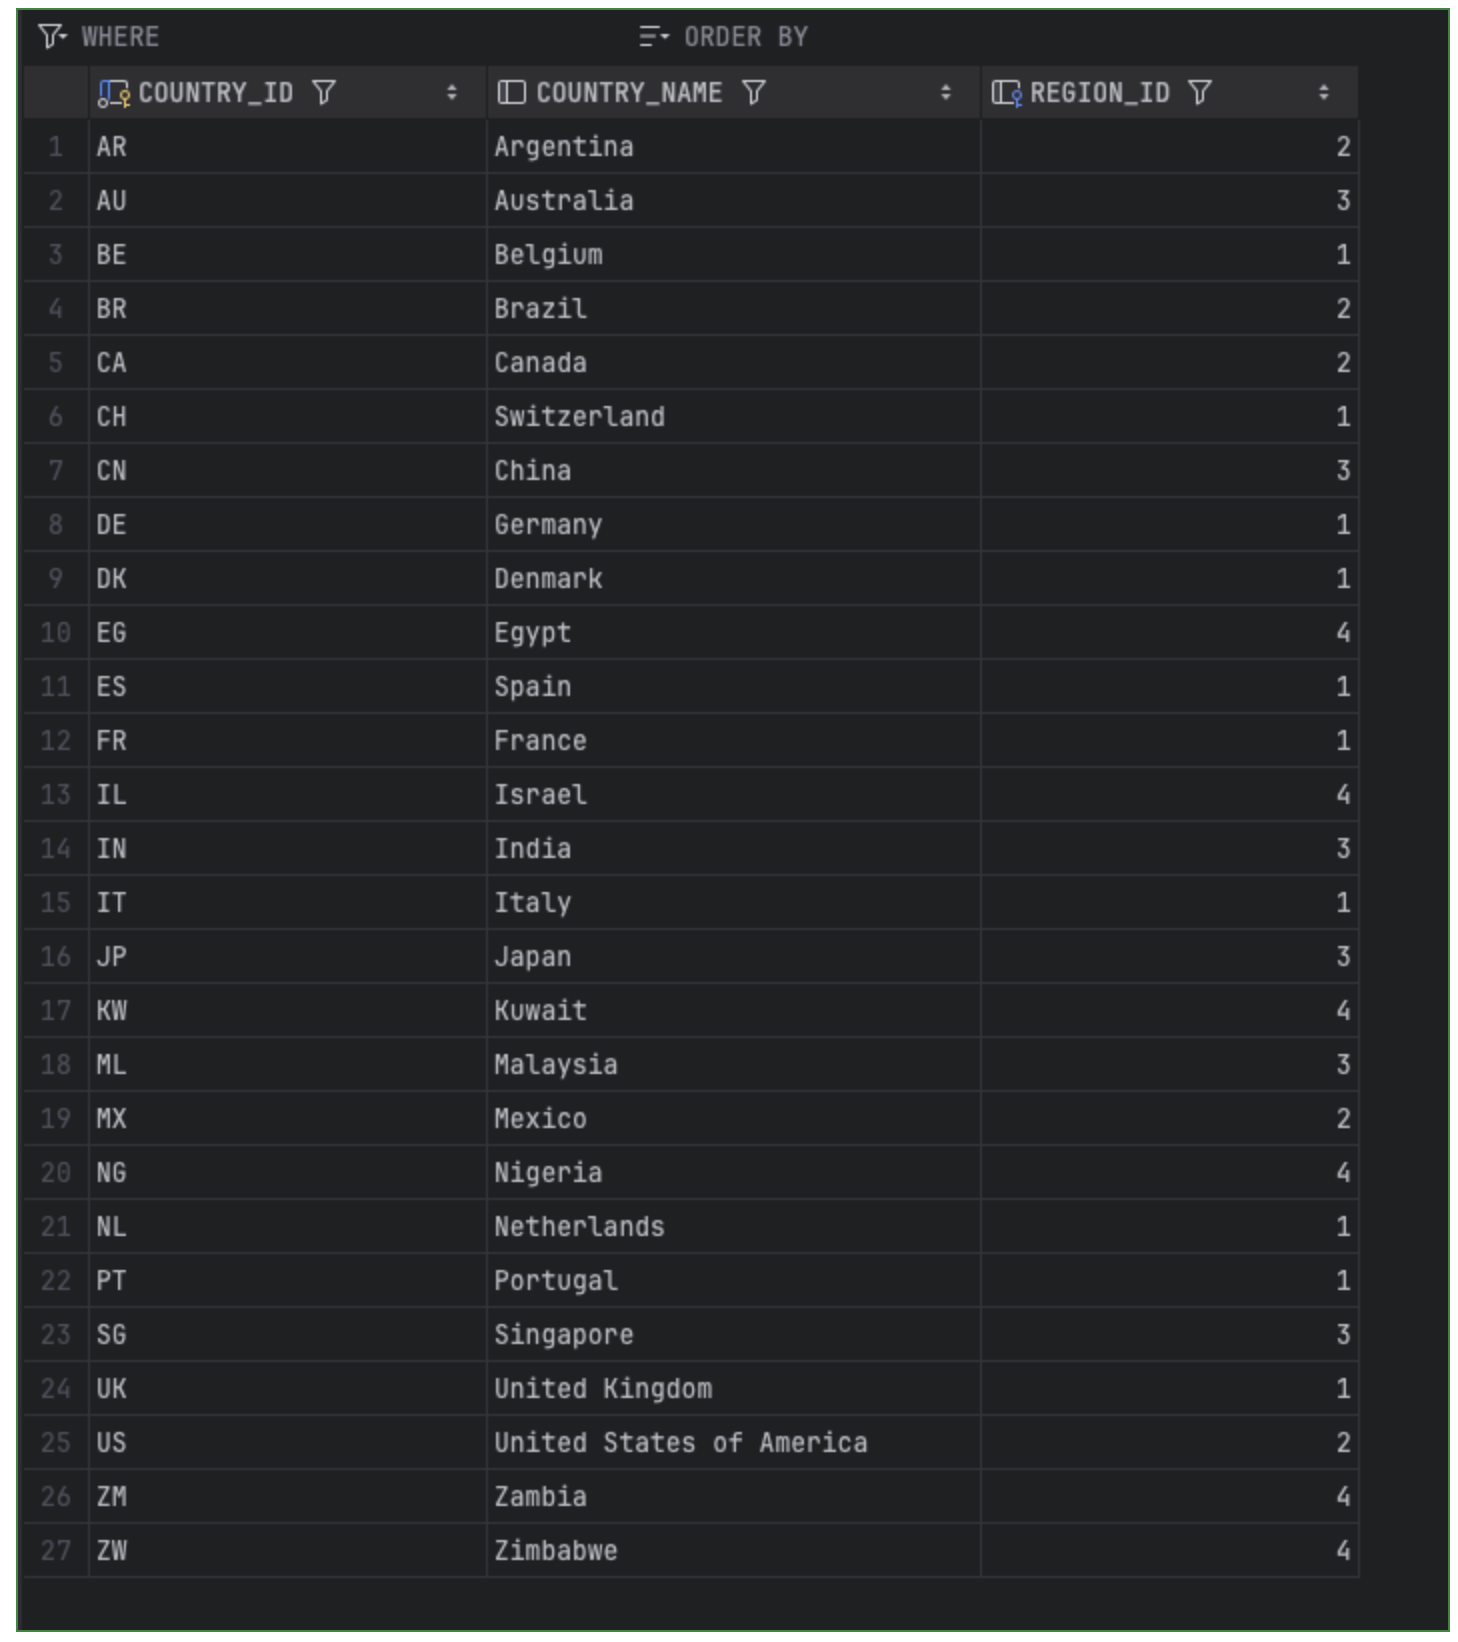 WHERE ORDER BY
COUNTRY_ID COUNTRY_NAME REGION_ID
1 AR Argentina 2
2 AU Australia 3
3 BE Belgium 1
4 BR Brazil 2
5 CA Canada 2
6 CH Switzerland 1
7 CN China 3
8 DE Germany 1
9 DK Denmark 1
10 EG Egypt 4
11 ES Spain 1
12 FR France 1
13 IL Israel 4
14 IN India 3
15 IT Italy 1
16 JP Japan 3
17 KW Kuwait 4
18 ML Malaysia 3
19 MX Mexico 2
20 NG Nigeria 4
21 NL Netherlands 1
22 PT Portugal 1
23 SG Singapore 3
24 UK United Kingdom 1
25 US United States of America 2
26 ZM Zambia 4
27 ZW Zimbabwe 4